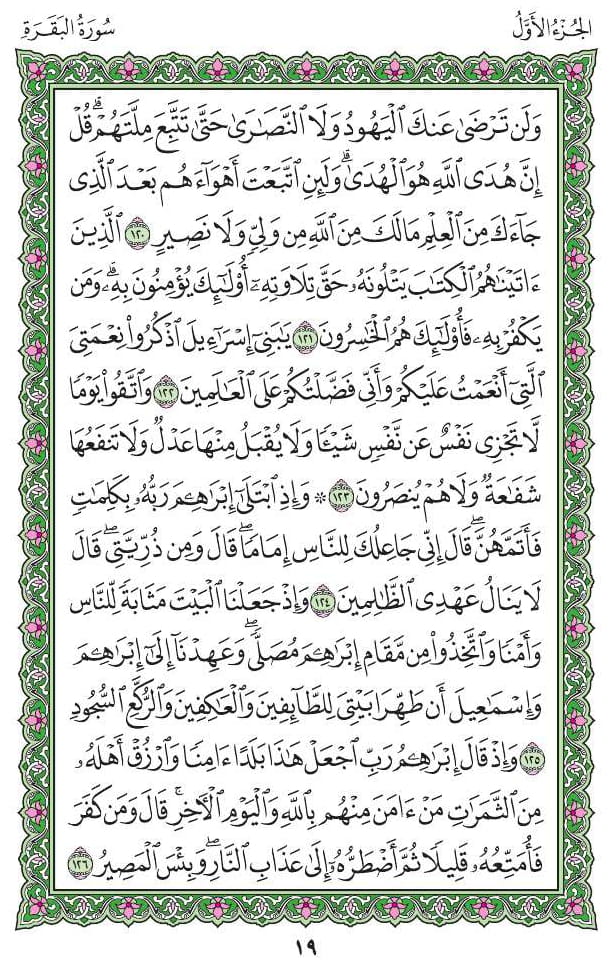 الجُزْءُ الأَوَّلُ
سُورَةُ البَقَرَةِ
وَلَن تَرْضَىٰ عَنكَ ٱلْيَهُودُ وَلَا ٱلنَّصَـٰرَىٰ حَتَّىٰ تَتَّبِعَ مِلَّتَهُمْ ۗ قُلْ
إِنَّ هُدَى ٱللَّهِ هُوَ ٱلْهُدَىٰ ۗ وَلَئِنِ ٱتَّبَعْتَ أَهْوَآءَهُم بَعْدَ ٱلَّذِى
جَآءَكَ مِنَ ٱلْعِلْمِ مَا لَكَ مِنَ ٱللَّهِ مِن وَلِىٍّ وَلَا نَصِيرٍ ١٢٠ ٱلَّذِينَ
ءَاتَيْنَـٰهُمُ ٱلْكِتَـٰبَ يَتْلُونَهُۥ حَقَّ تِلَاوَتِهِۦٓ أُو۟لَـٰٓئِكَ يُؤْمِنُونَ بِهِۦ ۗ وَمَن
يَكْفُرْ بِهِۦ فَأُو۟لَـٰٓئِكَ هُمُ ٱلْخَـٰسِرُونَ ١٢١ يَـٰبَنِىٓ إِسْرَٰٓءِيلَ ٱذْكُرُوا۟ نِعْمَتِىَ
ٱلَّتِىٓ أَنْعَمْتُ عَلَيْكُمْ وَأَنِّى فَضَّلْتُكُمْ عَلَى ٱلْعَـٰلَمِينَ ١٢٢ وَٱتَّقُوا۟ يَوْمًا
لَّا تَجْزِى نَفْسٌ عَن نَّفْسٍ شَيْـًٔا وَلَا يُقْبَلُ مِنْهَا عَدْلٌ وَلَا تَنفَعُهَا
شَفَـٰعَةٌ وَلَا هُمْ يُنصَرُونَ ١٢٣ ۞ وَإِذِ ٱبْتَلَىٰٓ إِبْرَٰهِـۧمَ رَبُّهُۥ بِكَلِمَـٰتٍ
فَأَتَمَّهُنَّ ۖ قَالَ إِنِّى جَاعِلُكَ لِلنَّاسِ إِمَامًا ۖ قَالَ وَمِن ذُرِّيَّتِى ۖ قَالَ
لَا يَنَالُ عَهْدِى ٱلظَّـٰلِمِينَ ١٢٤ وَإِذْ جَعَلْنَا ٱلْبَيْتَ مَثَابَةً لِّلنَّاسِ
وَأَمْنًا وَٱتَّخِذُوا۟ مِن مَّقَامِ إِبْرَٰهِـۧمَ مُصَلًّى ۖ وَعَهِدْنَآ إِلَىٰٓ إِبْرَٰهِـۧمَ
وَإِسْمَـٰعِيلَ أَن طَهِّرَا بَيْتِىَ لِلطَّآئِفِينَ وَٱلْعَـٰكِفِينَ وَٱلرُّكَّعِ ٱلسُّجُودِ
١٢٥ وَإِذْ قَالَ إِبْرَٰهِـۧمُ رَبِّ ٱجْعَلْ هَـٰذَا بَلَدًا ءَامِنًا وَٱرْزُقْ أَهْلَهُۥ
مِنَ ٱلثَّمَرَٰتِ مَنْ ءَامَنَ مِنْهُم بِٱللَّهِ وَٱلْيَوْمِ ٱلْـَٔاخِرِ ۖ قَالَ وَمَن كَفَرَ
فَأُمَتِّعُهُۥ قَلِيلًا ثُمَّ أَضْطَرُّهُۥٓ إِلَىٰ عَذَابِ ٱلنَّارِ ۖ وَبِئْسَ ٱلْمَصِيرُ ١٢٦
١٩